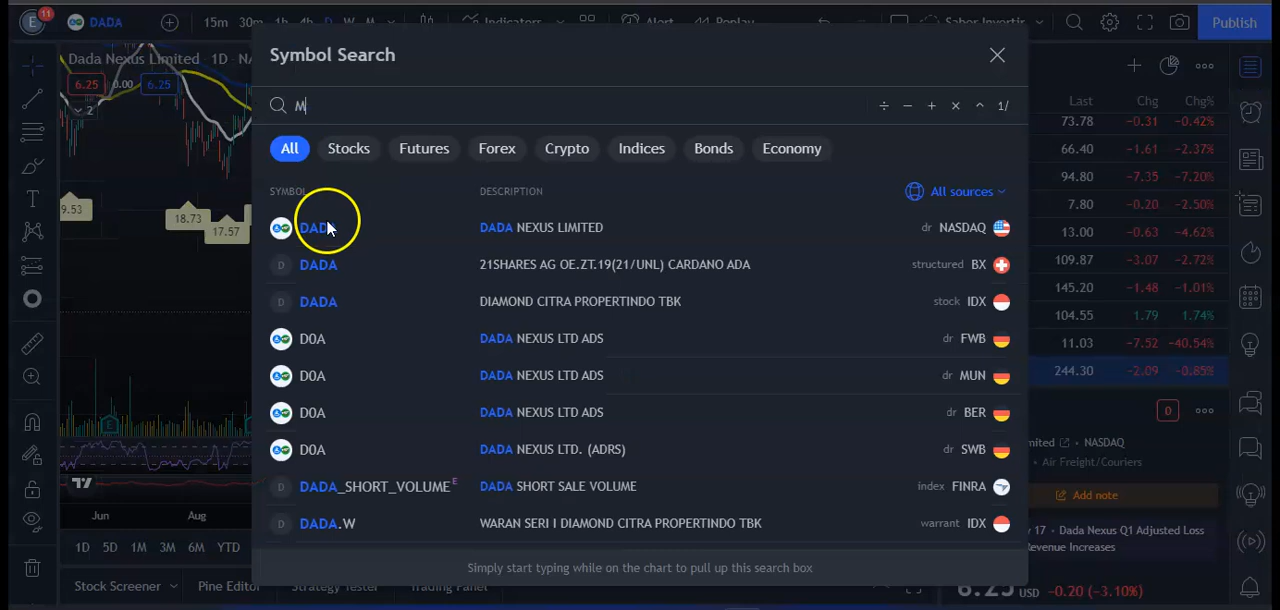 E 11 DADA 15m 30m 1h 4h D W M Indicators Alert Replay Saber Invertir Publish
Dada Nexus Limited · 1D
6.25 0.00 6.25
2
9.53
18.73
17.57
Jun Aug
1D 5D 1M 3M 6M YTD
Stock Screener Pine Editor Strategy Tester Trading Panel
Symbol Search
M
÷ − + × ^ 1/
All Stocks Futures Forex Crypto Indices Bonds Economy
SYMBOL DESCRIPTION All sources
DADA DADA NEXUS LIMITED dr NASDAQ
D DADA 21SHARES AG OE.ZT.19(21/UNL) CARDANO ADA structured BX
D DADA DIAMOND CITRA PROPERTINDO TBK stock IDX
D0A DADA NEXUS LTD ADS dr FWB
D0A DADA NEXUS LTD ADS dr MUN
D0A DADA NEXUS LTD ADS dr BER
D0A DADA NEXUS LTD. (ADRS) dr SWB
D DADA_SHORT_VOLUME E DADA SHORT SALE VOLUME index FINRA
D DADA.W WARAN SERI I DIAMOND CITRA PROPERTINDO TBK warrant IDX
Simply start typing while on the chart to pull up this search box
Last Chg Chg%
73.78 −0.31 −0.42%
66.40 −1.61 −2.37%
94.80 −7.35 −7.20%
7.80 −0.20 −2.50%
13.00 −0.63 −4.62%
109.87 −3.07 −2.72%
145.20 −1.48 −1.01%
104.55 1.79 1.74%
11.03 −7.52 −40.54%
244.30 −2.09 −0.85%
0
mited • NASDAQ
• Air Freight/Couriers
Add note
y 17 • Dada Nexus Q1 Adjusted Loss
Revenue Increases
6.25 USD −0.20 (−3.10%)